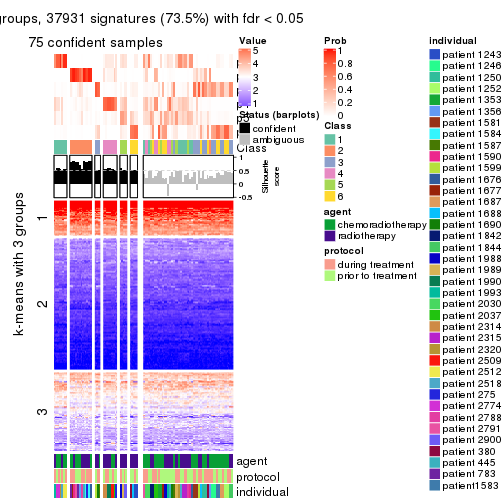 groups, 37931 signatures (73.5%) with fdr < 0.05
75 confident samples
k-means with 3 groups
1
2
3
Class
1
0.5
0
-0.5
Silhouette
score
agent
protocol
individual
Value
5
4
3
2
1
Status (barplots)
confident
ambiguous
Prob
1
0.8
0.6
0.4
0.2
0
Class
1
2
3
4
5
6
agent
chemoradiotherapy
radiotherapy
protocol
during treatment
prior to treatment
individual
patient 1243
patient 1246
patient 1250
patient 1252
patient 1353
patient 1356
patient 1581
patient 1584
patient 1587
patient 1590
patient 1599
patient 1676
patient 1677
patient 1687
patient 1688
patient 1690
patient 1842
patient 1844
patient 1988
patient 1989
patient 1990
patient 1993
patient 2030
patient 2037
patient 2314
patient 2315
patient 2320
patient 2509
patient 2512
patient 2518
patient 275
patient 2774
patient 2788
patient 2791
patient 2900
patient 380
patient 445
patient 783
patient1583